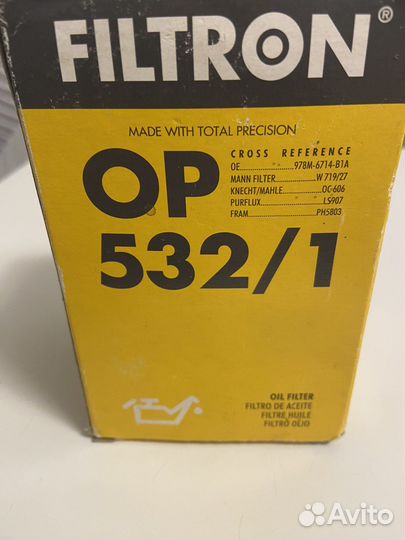 FILTRON®
MADE WITH TOTAL PRECISION
OP
532/1
CROSS REFERENCE
OE..................978M-6714-B1A
MANN FILTER..............W 719/27
KNECHT/MAHLE.............OC 606
PURFLUX......................LS907
FRAM.......................PH5803
OIL FILTER
FILTRO DE ACEITE
FILTRE HUILE
FILTRO OLIO
Avito